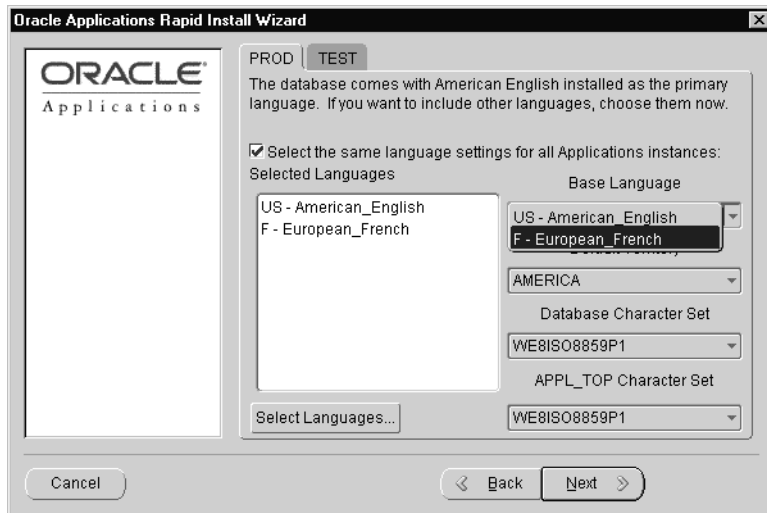 Oracle Applications Rapid Install Wizard
ORACLE®
Applications
PROD
TEST
The database comes with American English installed as the primary
language. If you want to include other languages, choose them now.
Select the same language settings for all Applications instances:
Selected Languages
US - American_English
F - European_French
Select Languages...
Base Language
US - American_English
F - European_French
AMERICA
Database Character Set
WE8ISO8859P1
APPL_TOP Character Set
WE8ISO8859P1
Cancel
Back
Next